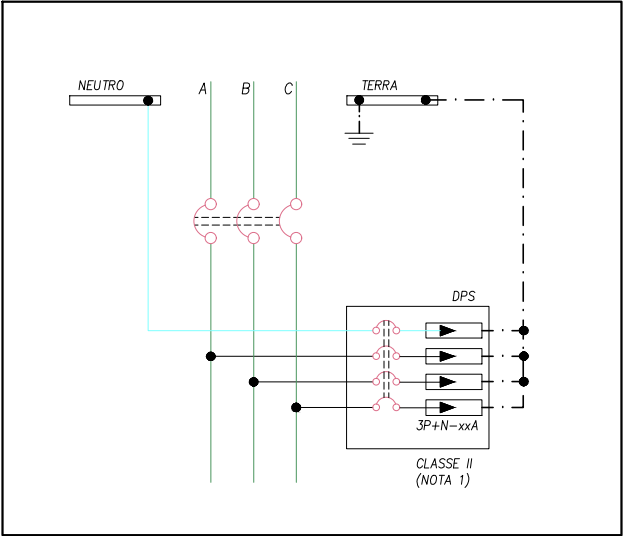 NEUTRO
A B C
TERRA
DPS
3P+N-xxA
CLASSE II
(NOTA 1)